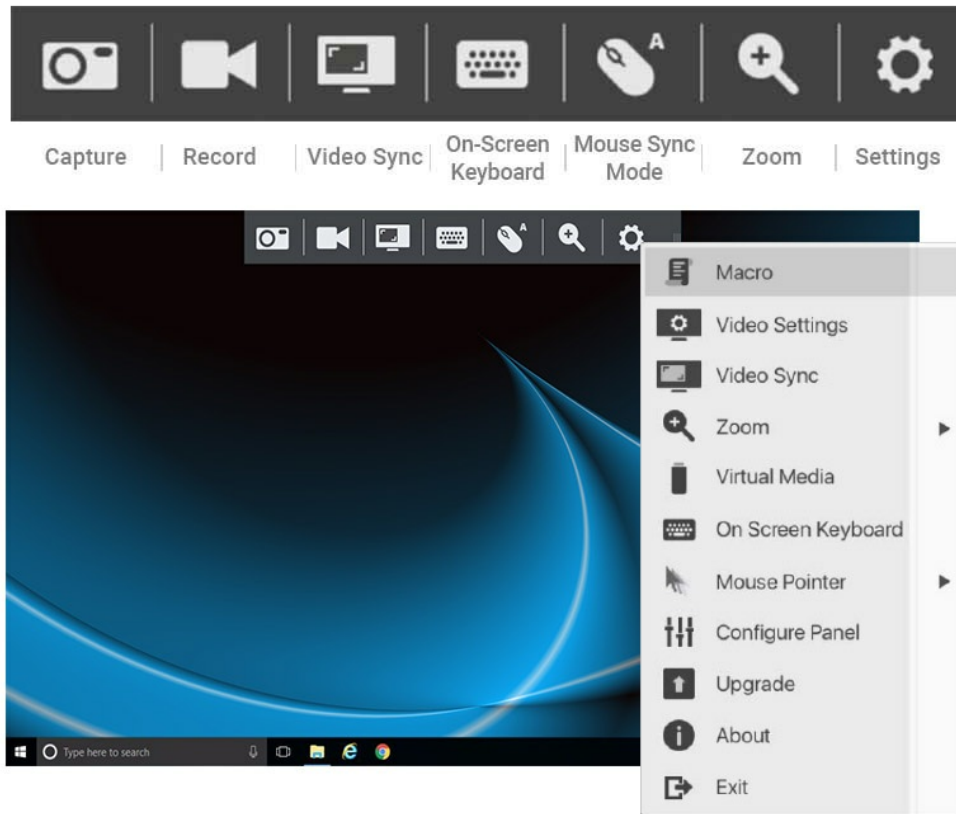 A
Capture
Record
Video Sync
On-Screen
Keyboard
Mouse Sync
Mode
Zoom
Settings
A
Macro
Video Settings
Video Sync
Zoom
Virtual Media
On Screen Keyboard
Mouse Pointer
Configure Panel
Upgrade
About
Exit
Type here to search